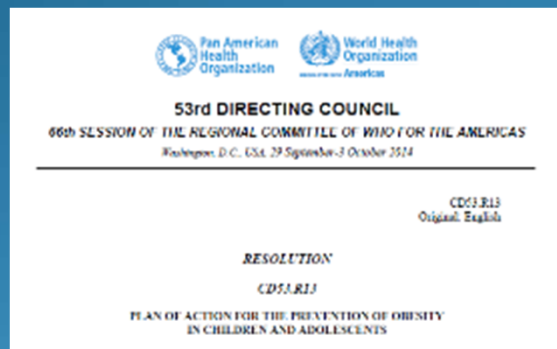 Pan American
Health
Organization
World Health
Organization
Americas
53rd DIRECTING COUNCIL
66th SESSION OF THE REGIONAL COMMITTEE OF WHO FOR THE AMERICAS
Washington, D.C., USA, 29 September-3 October 2014
CD53.R13
Original: English
RESOLUTION
CD53.R13
PLAN OF ACTION FOR THE PREVENTION OF OBESITY
IN CHILDREN AND ADOLESCENTS